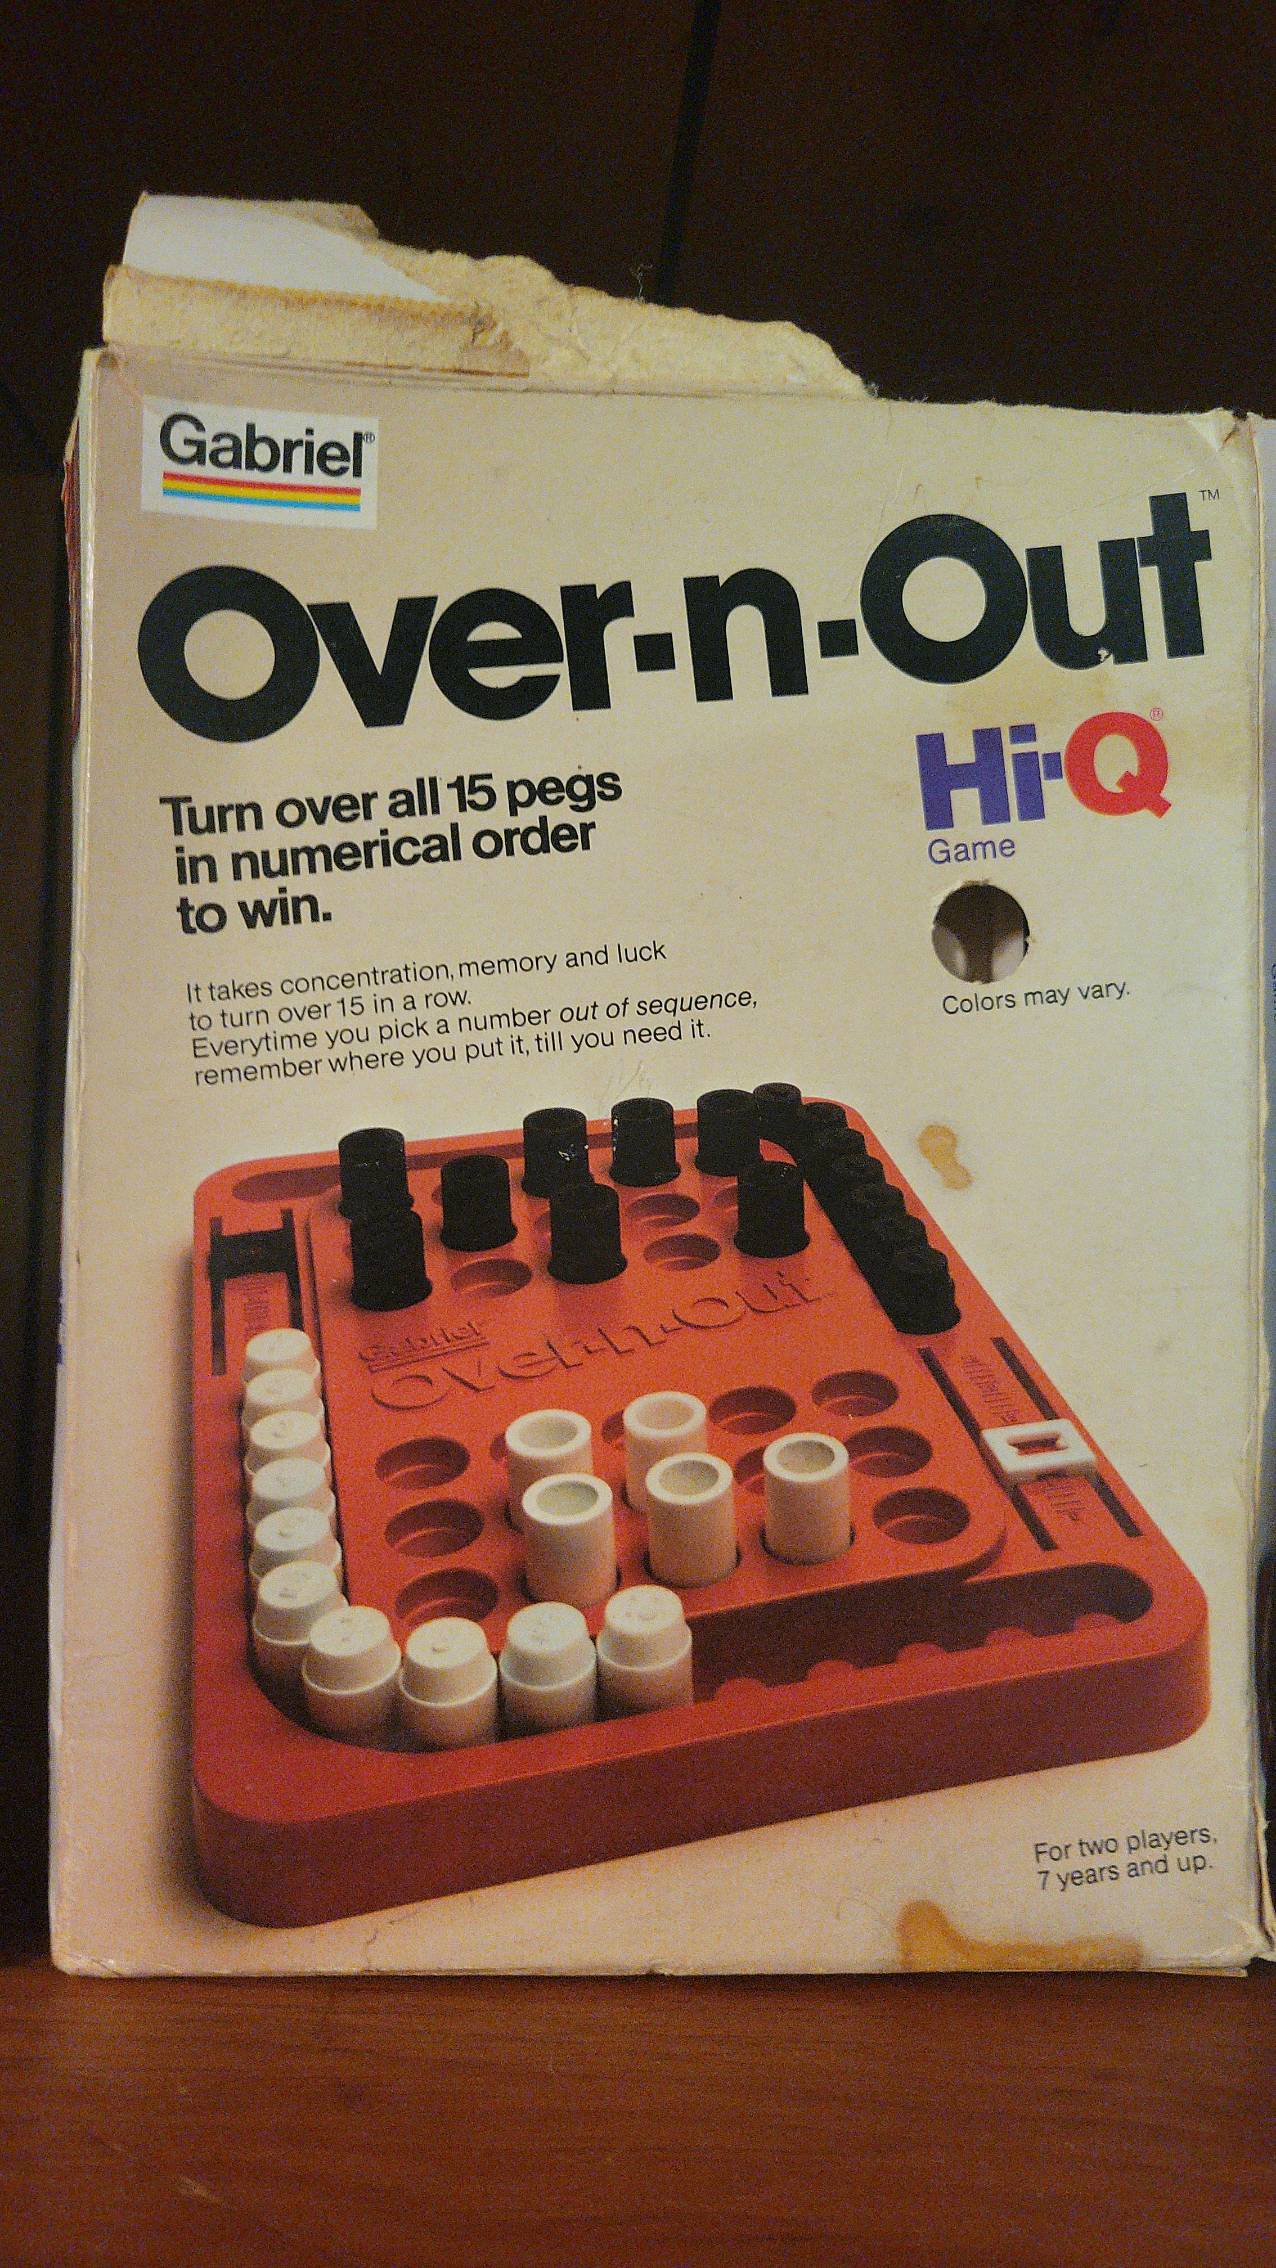 Gabriel®
Over-n-Out™
Hi-Q®
Game
Turn over all 15 pegs
in numerical order
to win.
It takes concentration, memory and luck
to turn over 15 in a row.
Everytime you pick a number out of sequence,
remember where you put it, till you need it.
Colors may vary.
Gabriel
Over-n-Out
For two players,
7 years and up.